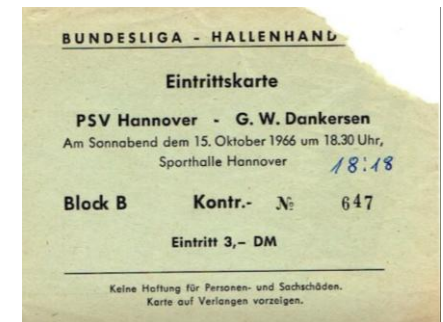 BUNDESLIGA - HALLENHAND
Eintrittskarte
PSV Hannover - G. W. Dankersen
Am Sonnabend dem 15. Oktober 1966 um 18.30 Uhr,
Sporthalle Hannover
18:18
Block B Kontr.- № 647
Eintritt 3,– DM
Keine Haftung für Personen- und Sachschäden.
Karte auf Verlangen vorzeigen.